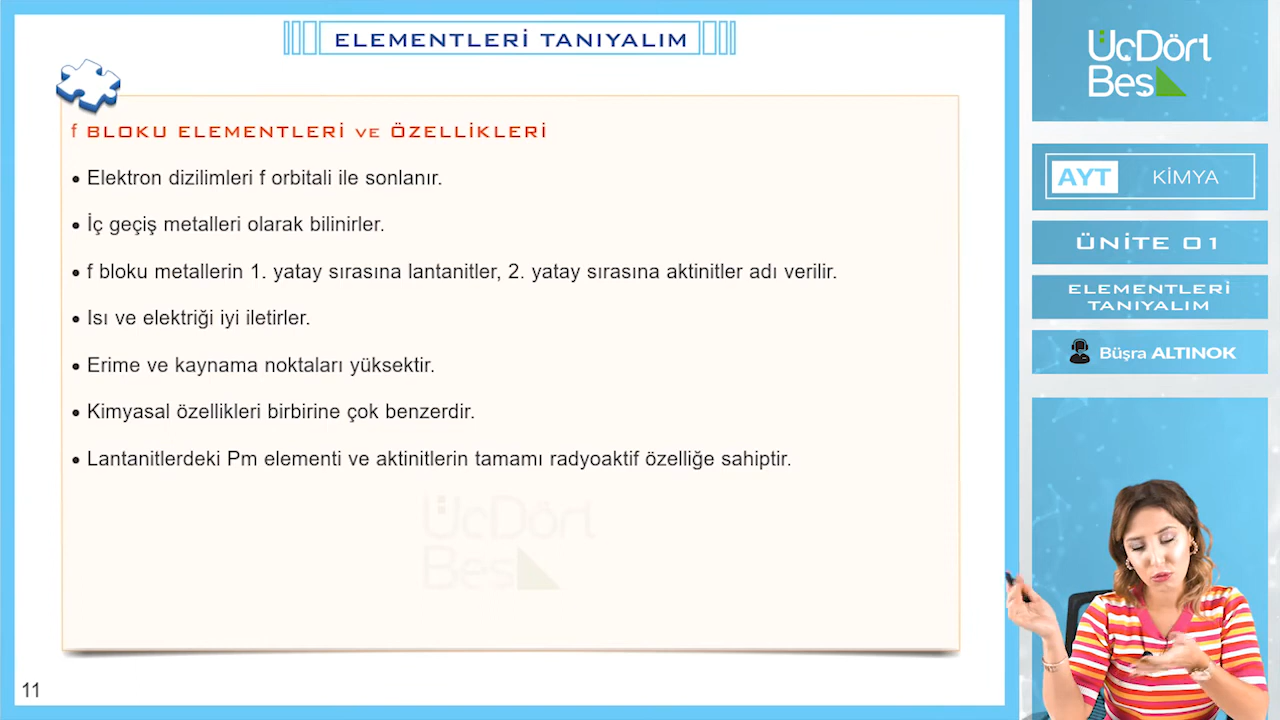 ELEMENTLERİ TANIYALIM
f BLOKU ELEMENTLERİ VE ÖZELLİKLERİ
• Elektron dizilimleri f orbitali ile sonlanır.
• İç geçiş metalleri olarak bilinirler.
• f bloku metallerin 1. yatay sırasına lantanitler, 2. yatay sırasına aktinitler adı verilir.
• Isı ve elektriği iyi iletirler.
• Erime ve kaynama noktaları yüksektir.
• Kimyasal özellikleri birbirine çok benzerdir.
• Lantanitlerdeki Pm elementi ve aktinitlerin tamamı radyoaktif özelliğe sahiptir.
ÜçDört
Beş
11
ÜçDört
Beş
AYT KİMYA
ÜNİTE 01
ELEMENTLERİ
TANIYALIM
Büşra ALTINOK